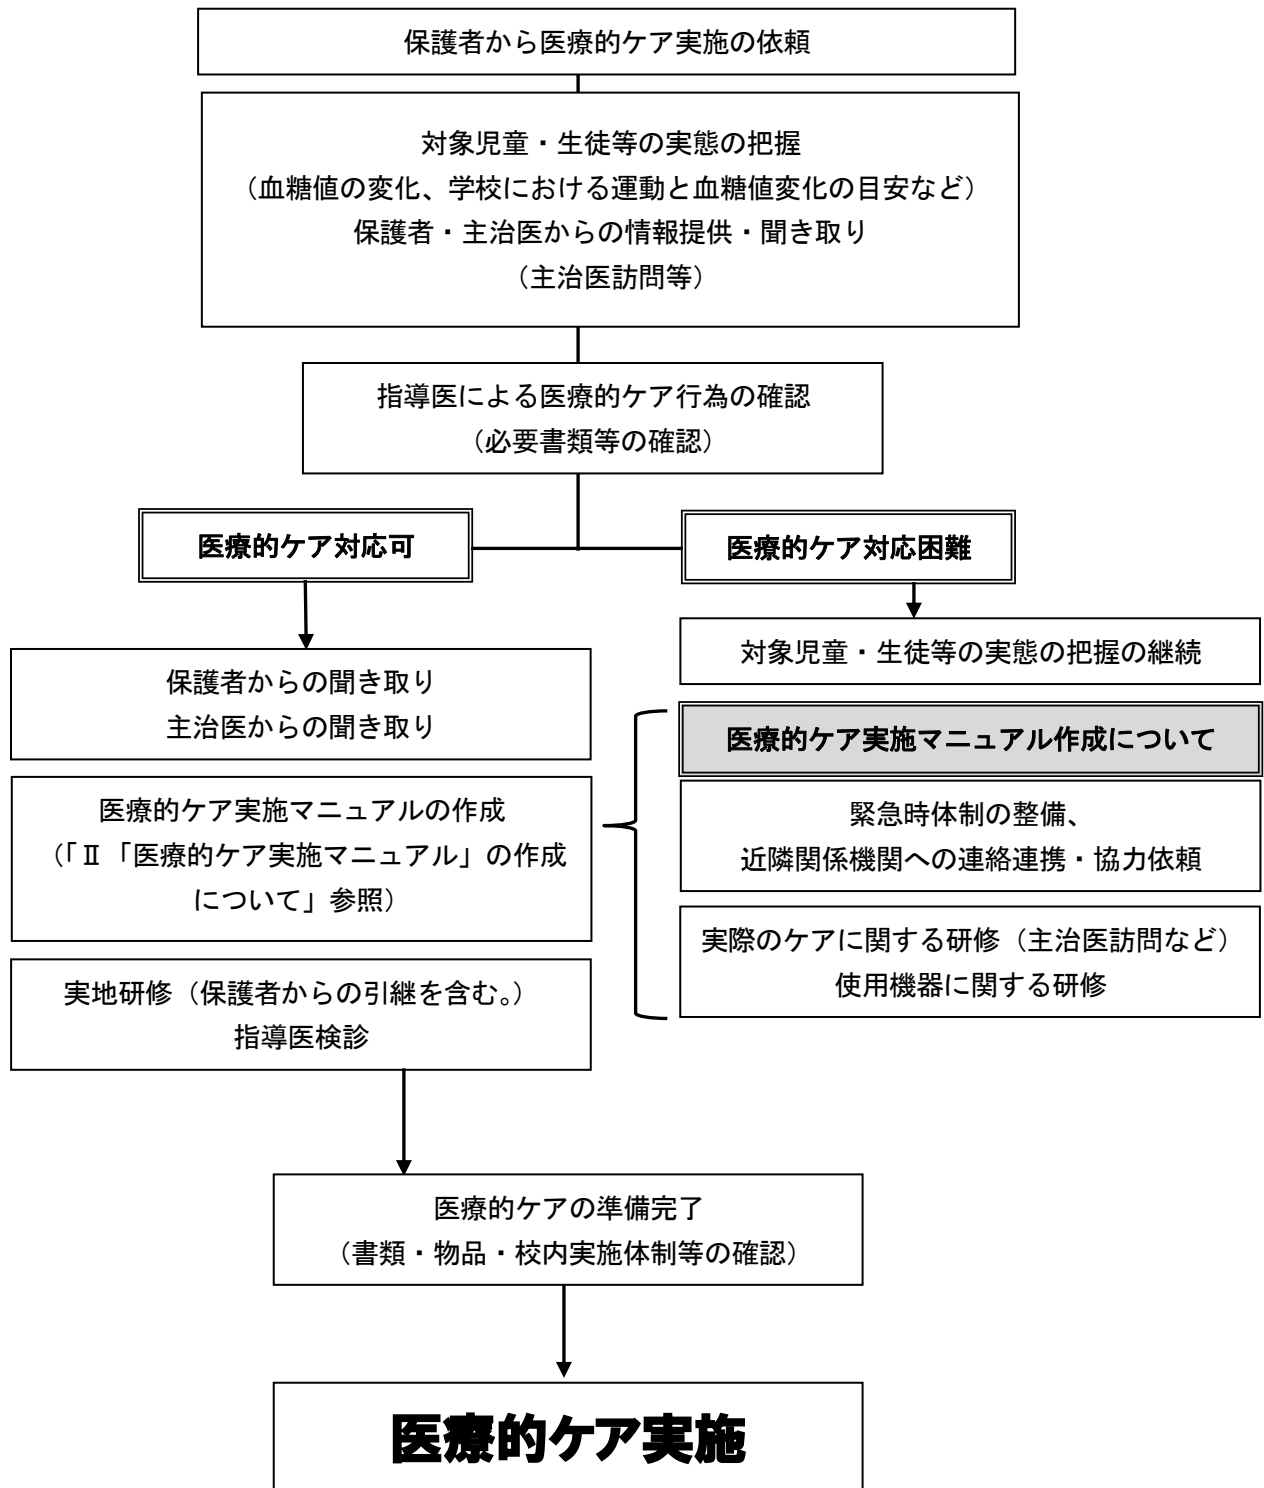 保護者から医療的ケア実施の依頼
対象児童・生徒等の実態の把握
（血糖値の変化、学校における運動と血糖値変化の目安など）
保護者・主治医からの情報提供・聞き取り
（主治医訪問等）
指導医による医療的ケア行為の確認
（必要書類等の確認）
医療的ケア対応可
医療的ケア対応困難
対象児童・生徒等の実態の把握の継続
保護者からの聞き取り
主治医からの聞き取り
医療的ケア実施マニュアルの作成
（「Ⅱ「医療的ケア実施マニュアル」の作成
について」参照）
医療的ケア実施マニュアル作成について
緊急時体制の整備、
近隣関係機関への連絡連携・協力依頼
実際のケアに関する研修（主治医訪問など）
使用機器に関する研修
実地研修（保護者からの引継を含む。）
指導医検診
医療的ケアの準備完了
（書類・物品・校内実施体制等の確認）
医療的ケア実施